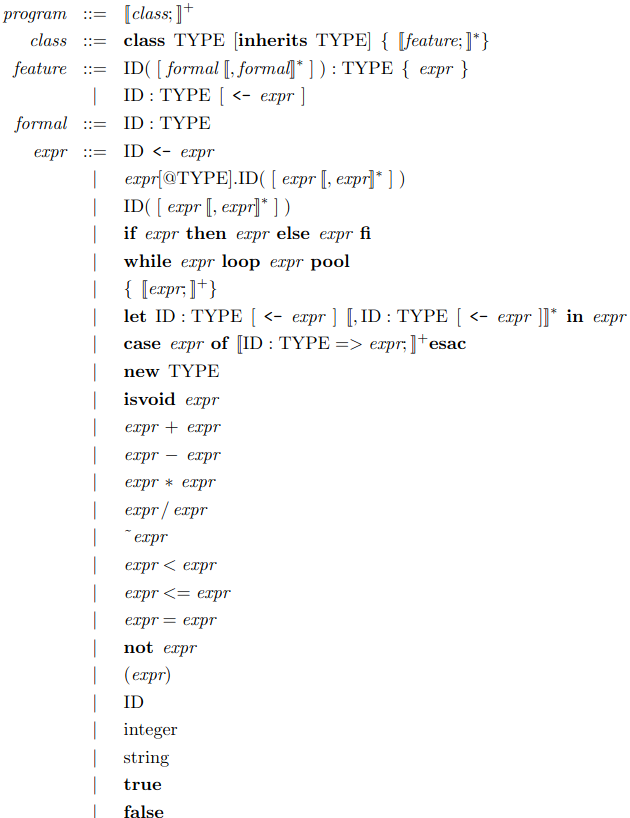 program ::= ⟦class;⟧⁺
class ::= class TYPE [inherits TYPE] { ⟦feature;⟧*}
feature ::= ID( [ formal ⟦, formal⟧* ] ) : TYPE { expr }
| ID : TYPE [ <- expr ]
formal ::= ID : TYPE
expr ::= ID <- expr
| expr[@TYPE].ID( [ expr ⟦, expr⟧* ] )
| ID( [ expr ⟦, expr⟧* ] )
| if expr then expr else expr fi
| while expr loop expr pool
| { ⟦expr;⟧⁺}
| let ID : TYPE [ <- expr ] ⟦, ID : TYPE [ <- expr ]⟧* in expr
| case expr of ⟦ID : TYPE => expr;⟧⁺esac
| new TYPE
| isvoid expr
| expr + expr
| expr − expr
| expr ∗ expr
| expr / expr
| ˜expr
| expr < expr
| expr <= expr
| expr = expr
| not expr
| (expr)
| ID
| integer
| string
| true
| false